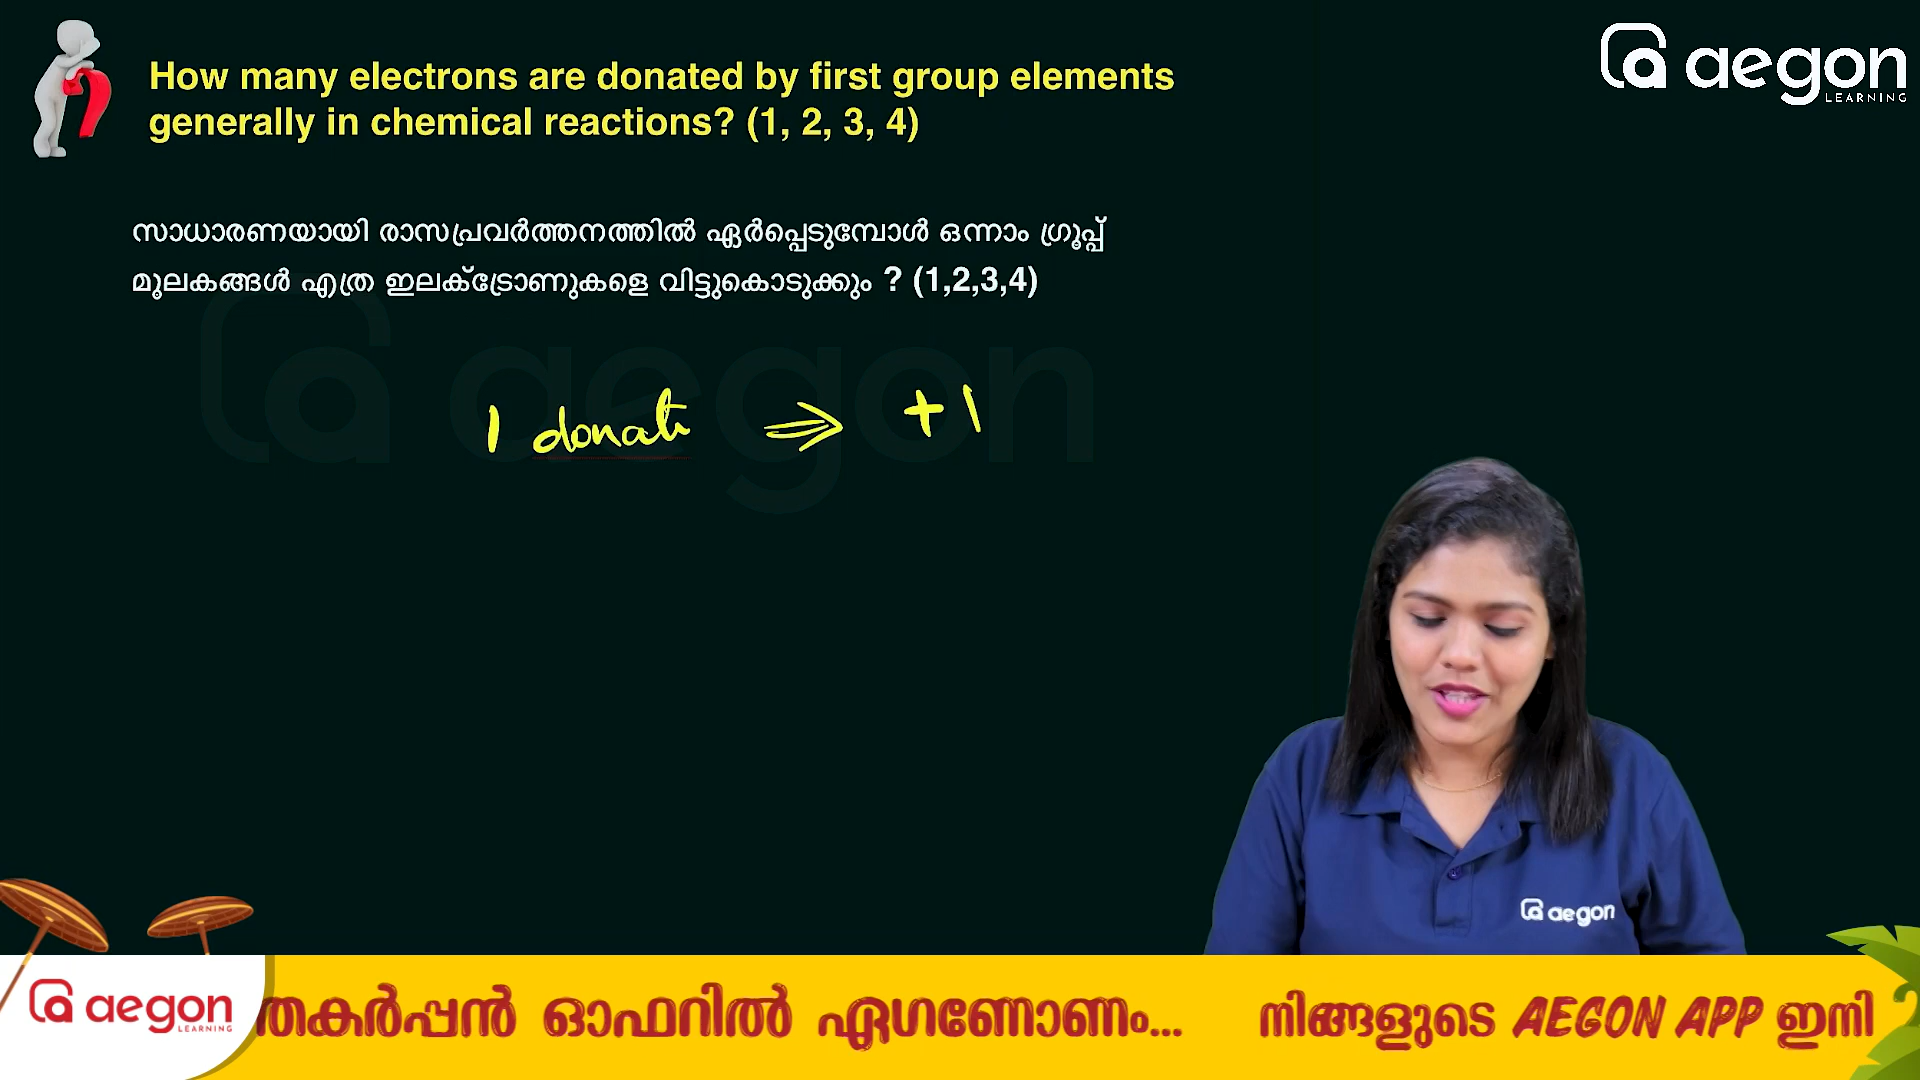 How many electrons are donated by first group elements
generally in chemical reactions? (1, 2, 3, 4)
aegon
LEARNING
സാധാരണയായി രാസപ്രവർത്തനത്തിൽ ഏർപ്പെടുമ്പോൾ ഒന്നാം ഗ്രൂപ്പ്
മൂലകങ്ങൾ എത്ര ഇലക്ട്രോണുകളെ വിട്ടുകൊടുക്കും ? (1,2,3,4)
aegon
1 donate ⇒ +1
aegon
aegon
LEARNING
തകർപ്പൻ ഓഫറിൽ ഏഗണോണം... നിങ്ങളുടെ AEGON APP ഇനി